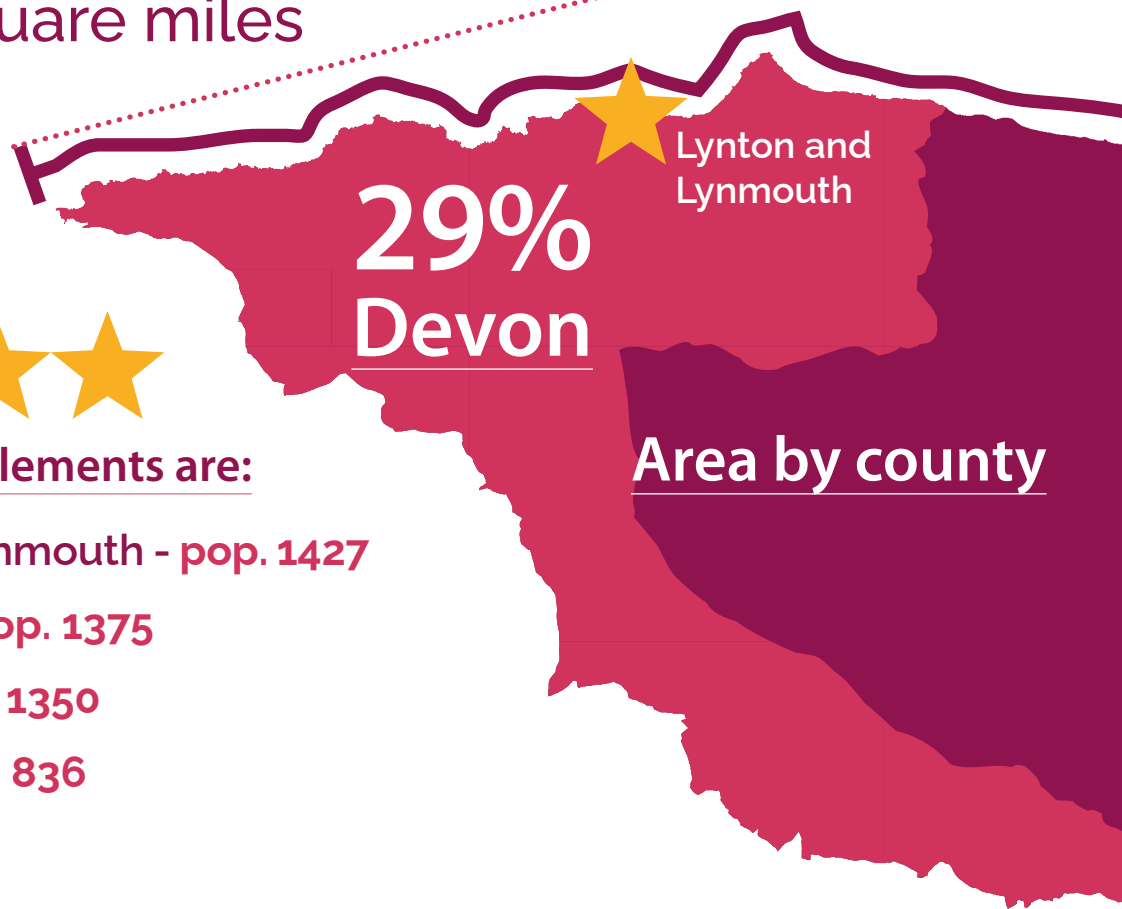 uare miles
Lynton and
Lynmouth
29%
Devon
Area by county
lements are:
nmouth - pop. 1427
op. 1375
1350
836